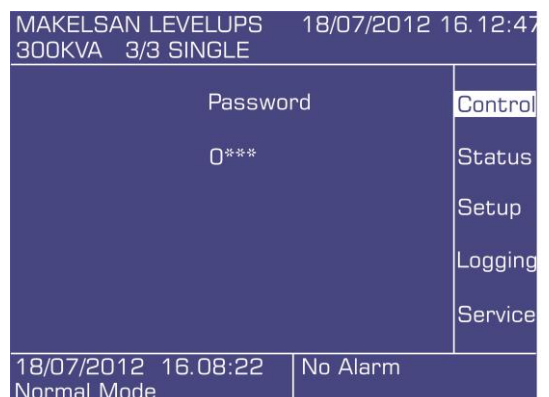 MAKELSAN LEVELUPS 18/07/2012 16.12:47
300KVA 3/3 SINGLE
Password
0***
Control
Status
Setup
Logging
Service
18/07/2012 16.08:22 No Alarm
Normal Mode